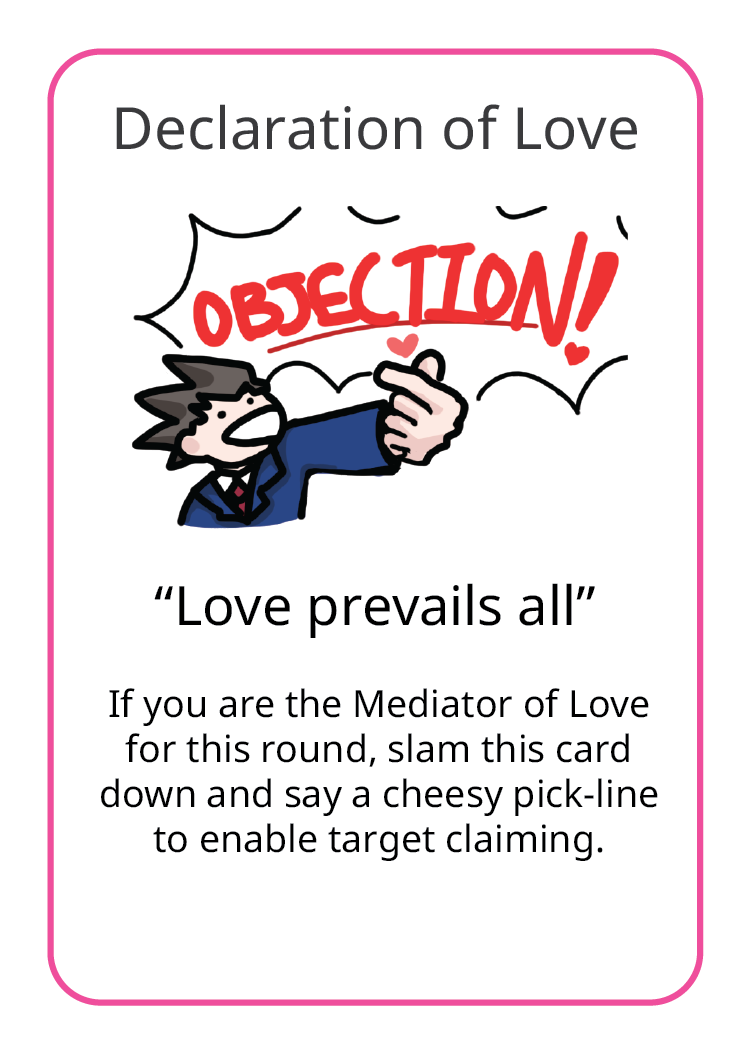 Declaration of Love
OBJECTION!
“Love prevails all”
If you are the Mediator of Love
for this round, slam this card
down and say a cheesy pick-line
to enable target claiming.